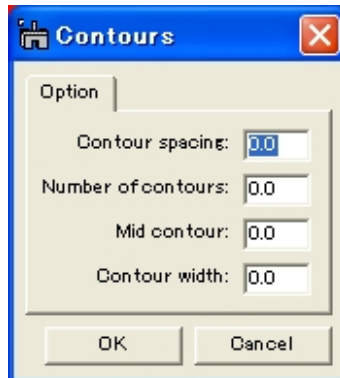 Contours
Option
Contour spacing: 0.0
Number of contours: 0.0
Mid contour: 0.0
Contour width: 0.0
OK Cancel